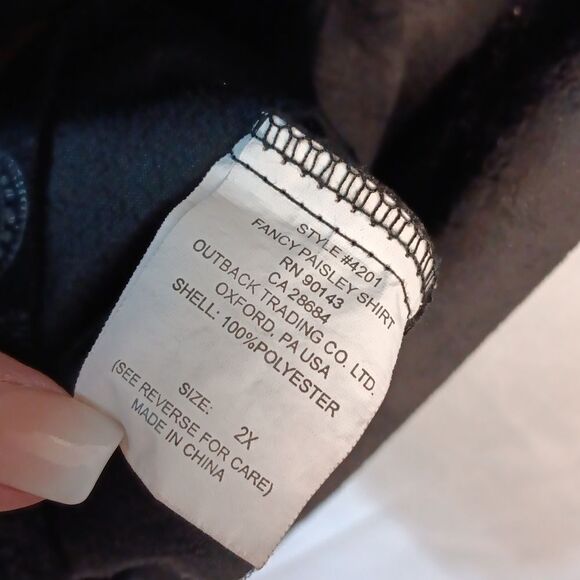 STYLE #4201
FANCY PAISLEY SHIRT
RN 90143
CA 28684
OUTBACK TRADING CO. LTD.
OXFORD, PA USA
SHELL: 100%POLYESTER
SIZE: 2X
(SEE REVERSE FOR CARE)
MADE IN CHINA